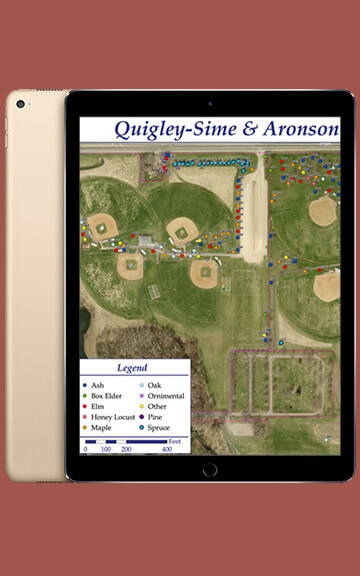 Quigley-Sime & Aronson
Legend
Ash
Box Elder
Elm
Honey Locust
Maple
Oak
Ornimental
Other
Pine
Spruce
Feet
0 100 200 400